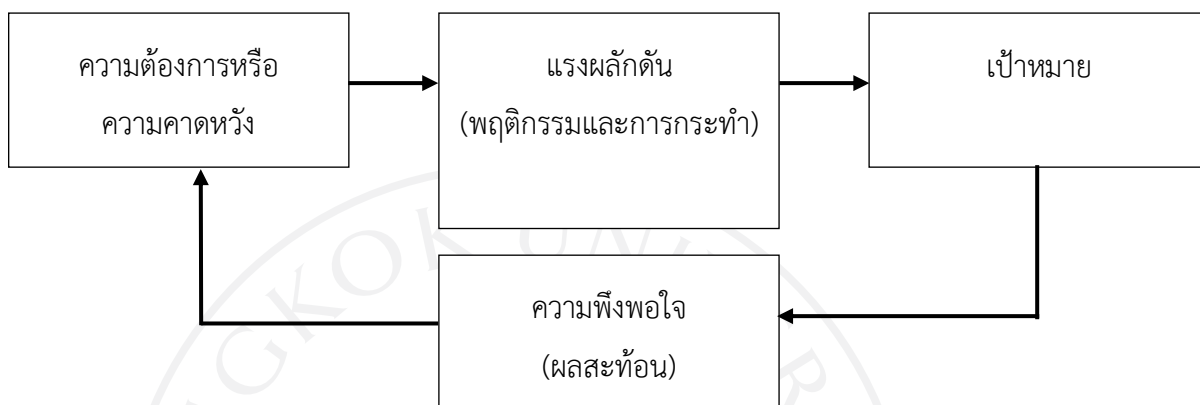 ความต้องการหรือ
ความคาดหวัง
แรงผลักดัน
(พฤติกรรมและการกระทำ)
เป้าหมาย
ความพึงพอใจ
(ผลสะท้อน)